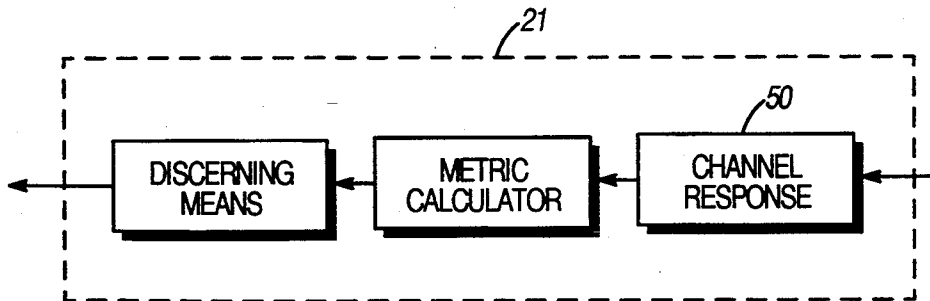 21
50
DISCERNING
MEANS
METRIC
CALCULATOR
CHANNEL
RESPONSE